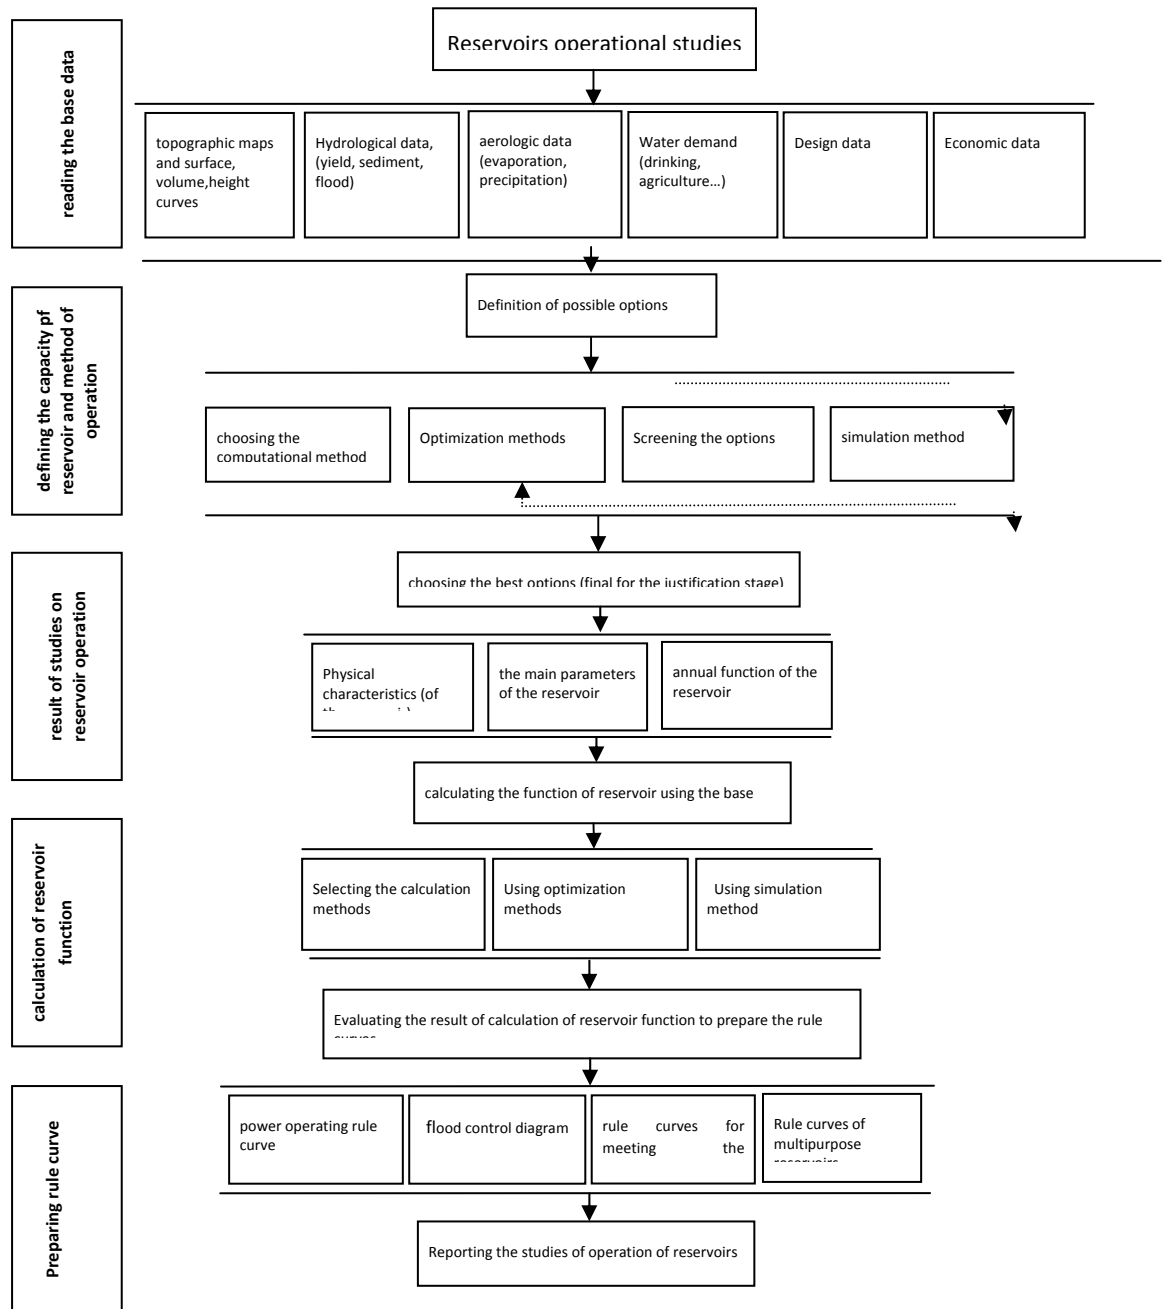 Reservoirs operational studies
reading the base data
topographic maps
and surface,
volume,height
curves
Hydrological data,
(yield, sediment,
flood)
aerologic data
(evaporation,
precipitation)
Water demand
(drinking,
agriculture...)
Design data
Economic data
Definition of possible options
defining the capacity pf
reservoir and method of
operation
choosing the
computational method
Optimization methods
Screening the options
simulation method
choosing the best options (final for the justification stage)
result of studies on
reservoir operation
Physical
characteristics (of
the main parameters
of the reservoir
annual function of the
reservoir
calculating the function of reservoir using the base
calculation of reservoir
function
Selecting the calculation
methods
Using optimization
methods
Using simulation
method
Evaluating the result of calculation of reservoir function to prepare the rule
curves
Preparing rule curve
power operating rule
curve
flood control diagram
rule curves for
meeting the
Rule curves of
multipurpose
reservoirs
Reporting the studies of operation of reservoirs